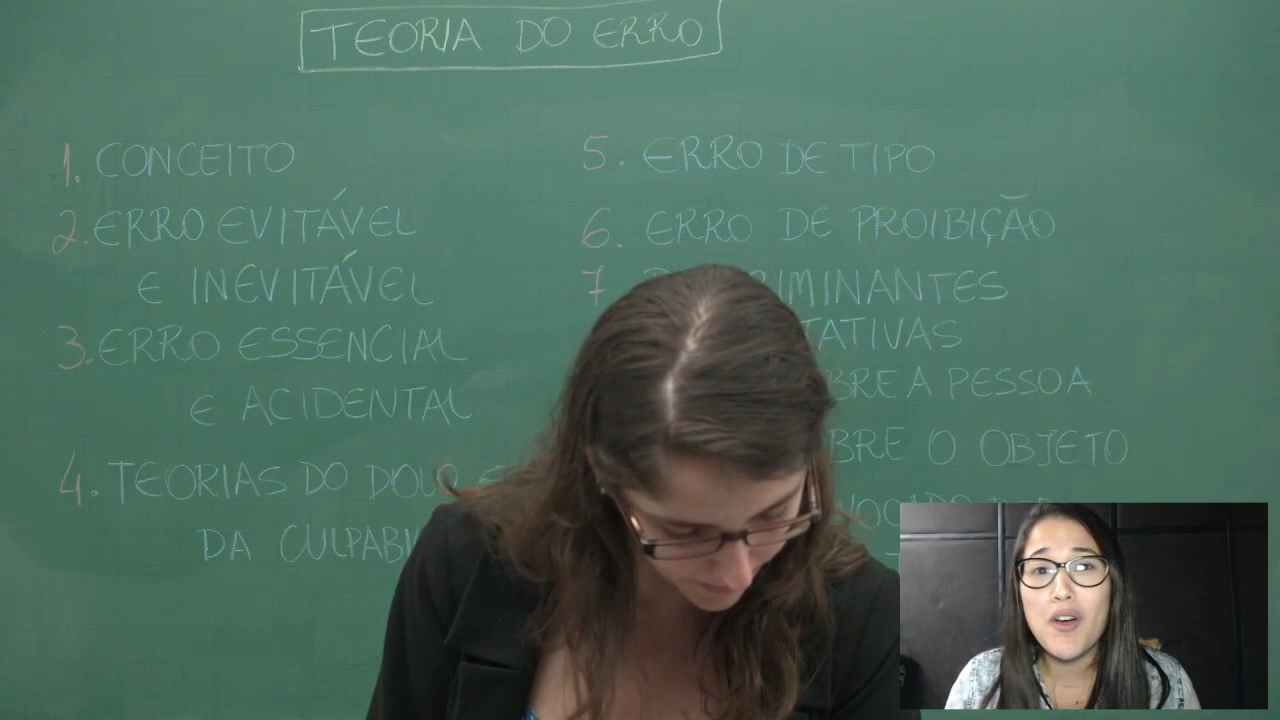 TEORIA DO ERRO
1. CONCEITO
2. ERRO EVITÁVEL
E INEVITÁVEL
3. ERRO ESSENCIAL
E ACIDENTAL
4. TEORIAS DO DOLO E
DA CULPABI
5. ERRO DE TIPO
6. ERRO DE PROIBIÇÃO
7 IMINANTES
TATIVAS
BRE A PESSOA
BRE O OBJETO